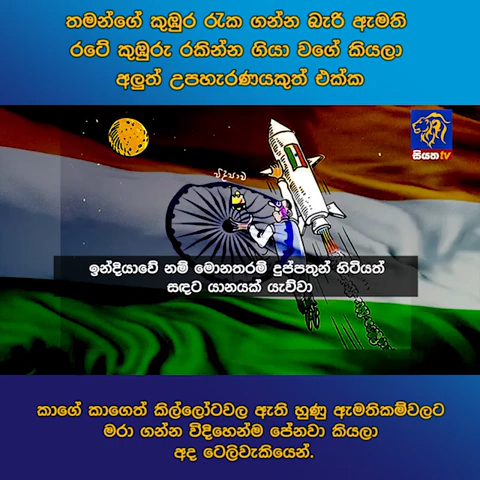 තමන්ගේ කුඹුර රැක ගන්න බැරි ඇමති
රටේ කුඹුරු රකින්න ගියා වගේ කියලා
අලුත් උපහැරණයකුත් එක්ක
සියත tv
ඉන්දියාවේ නම් මොනතරම් දුප්පතුන් හිටියත්
සඳට යානයක් යැව්වා
කාගේ කාගෙත් කිල්ලෝටවල ඇති හුණු ඇමතිකම්වලට
මරා ගන්න විදිහෙන්ම පේනවා කියලා
අද ටෙලිවැකියෙන්.